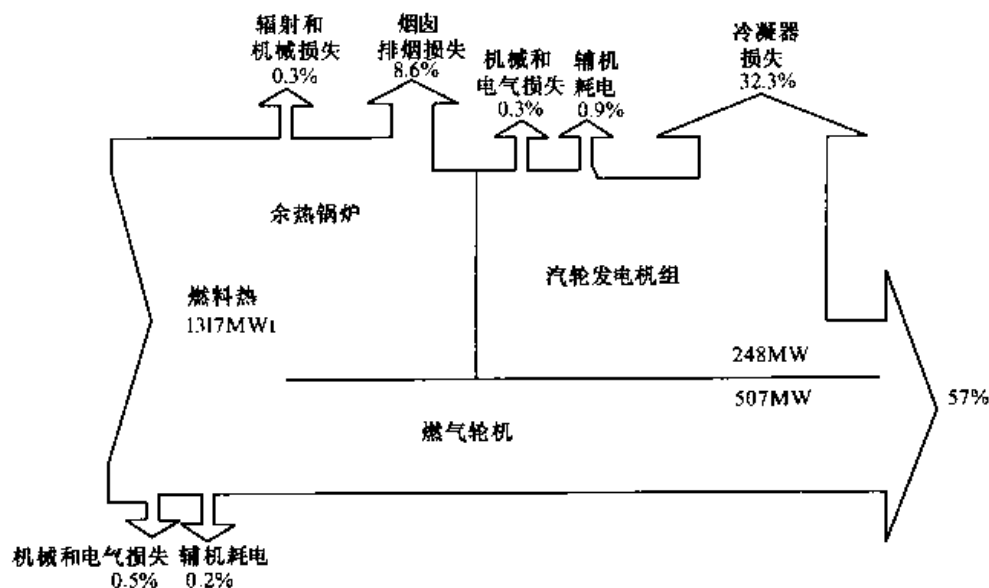 辐射和
机械损失
0.3%
烟囱
排烟损失
8.6%
机械和
电气损失
0.3%
辅机
耗电
0.9%
冷凝器
损失
32.3%
余热锅炉
汽轮发电机组
燃料热
1317MWt
248MW
507MW
57%
燃气轮机
机械和电气损失
0.5%
辅机耗电
0.2%